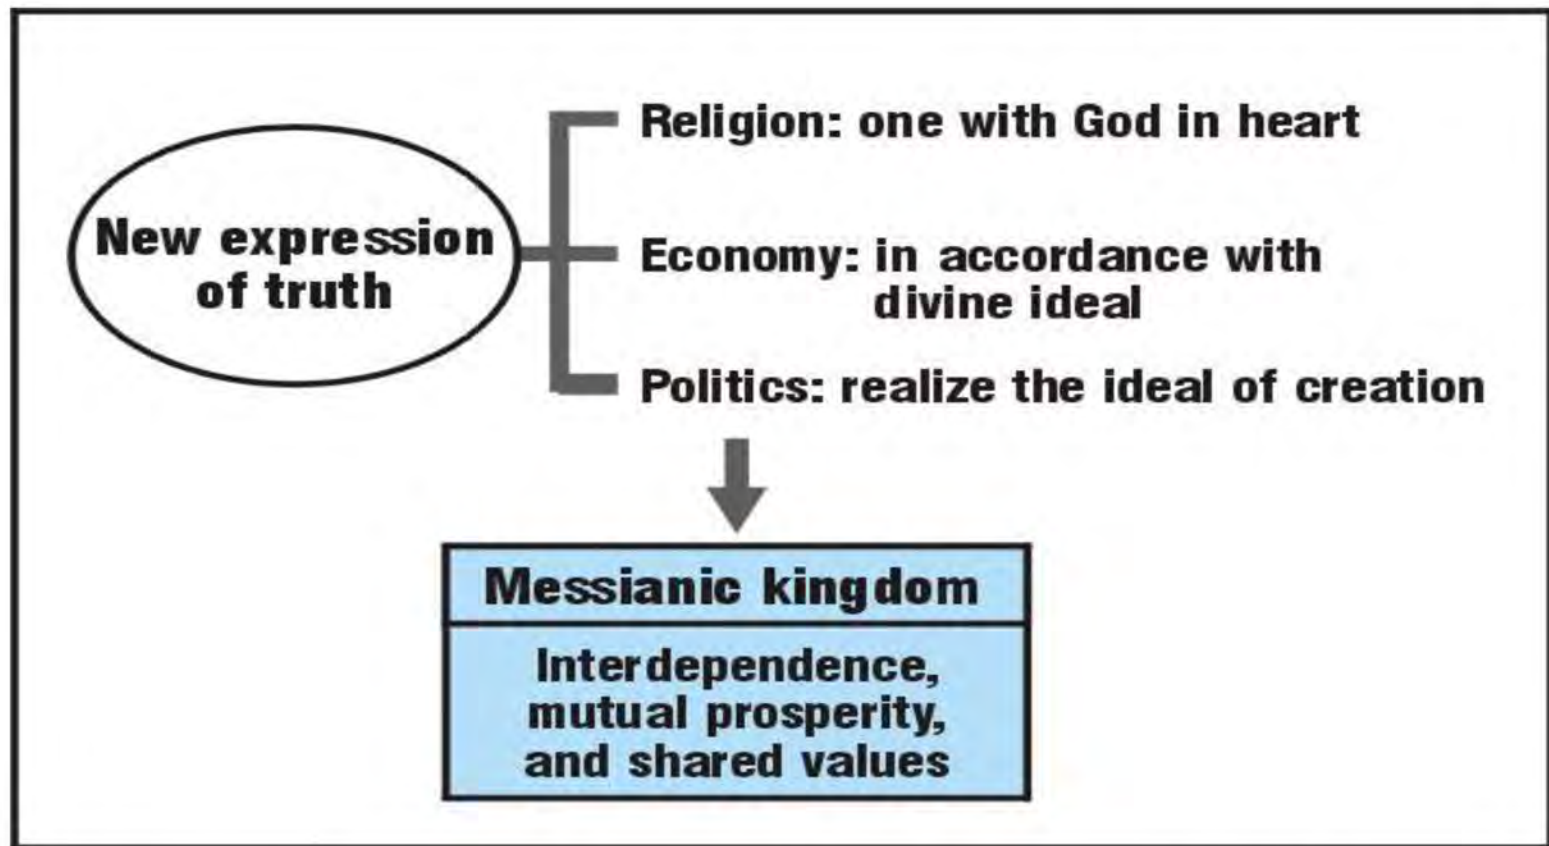 New expression
of truth
Religion: one with God in heart
Economy: in accordance with
divine ideal
Politics: realize the ideal of creation
Messianic kingdom
Interdependence,
mutual prosperity,
and shared values